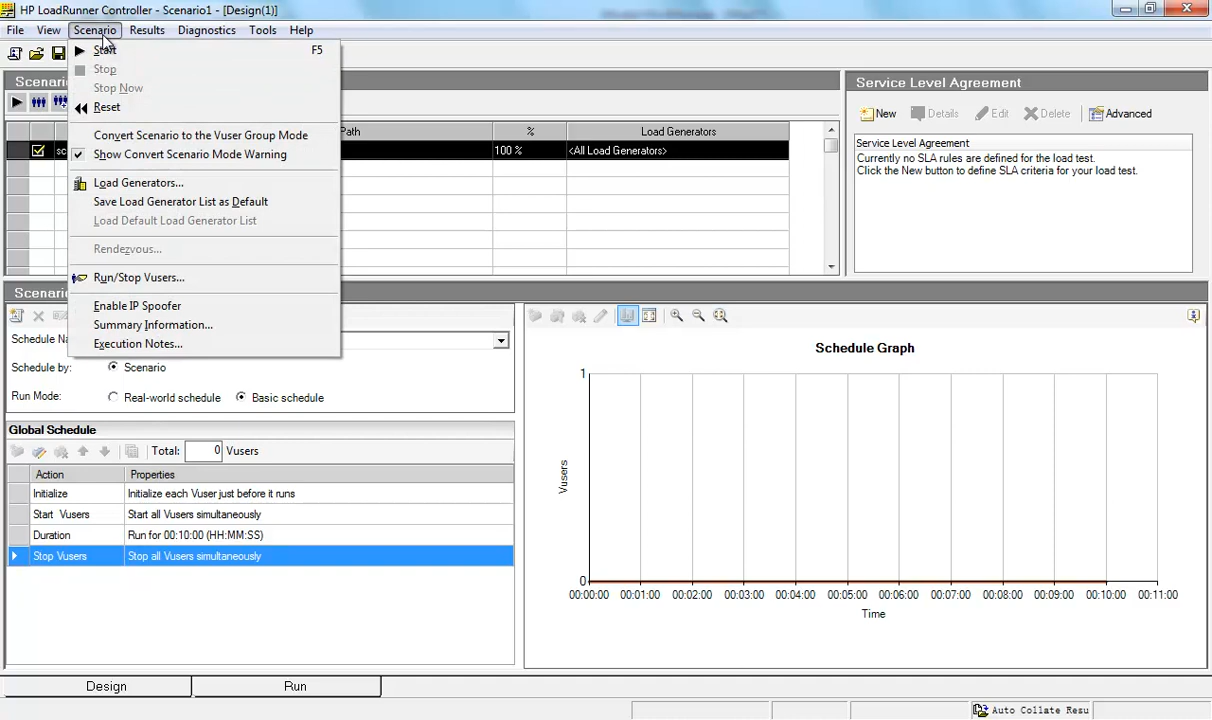 HP LoadRunner Controller - Scenario1 - [Design(1)]
File View Scenario Results Diagnostics Tools Help
Start F5
Stop
Stop Now
Reset
Convert Scenario to the Vuser Group Mode
Show Convert Scenario Mode Warning
Load Generators...
Save Load Generator List as Default
Load Default Load Generator List
Rendezvous...
Run/Stop Vusers...
Enable IP Spoofer
Summary Information...
Execution Notes...
Path % Load Generators
100 % <All Load Generators>
Service Level Agreement
New Details Edit Delete Advanced
Service Level Agreement
Currently no SLA rules are defined for the load test.
Click the New button to define SLA criteria for your load test.
Schedule by: Scenario
Run Mode: Real-world schedule Basic schedule
Global Schedule
Total: 0 Vusers
Action Properties
Initialize Initialize each Vuser just before it runs
Start Vusers Start all Vusers simultaneously
Duration Run for 00:10:00 (HH:MM:SS)
Stop Vusers Stop all Vusers simultaneously
Schedule Graph
1
Vusers
0
00:00:00 00:01:00 00:02:00 00:03:00 00:04:00 00:05:00 00:06:00 00:07:00 00:08:00 00:09:00 00:10:00 00:11:00
Time
Design Run
Auto Collate Resu